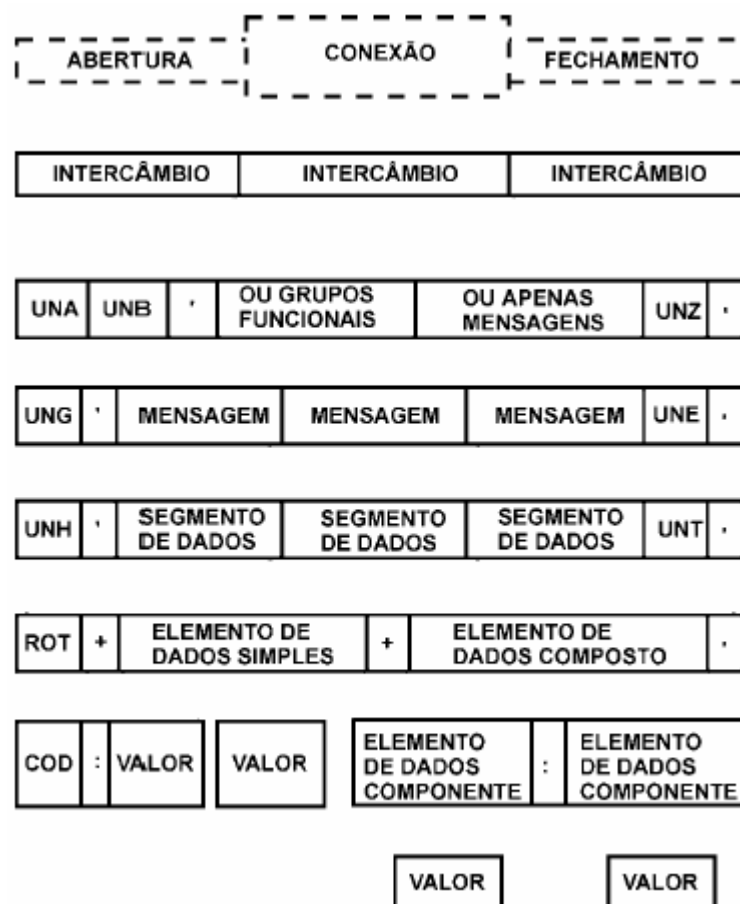 ABERTURA CONEXÃO FECHAMENTO
INTERCÂMBIO INTERCÂMBIO INTERCÂMBIO
UNA UNB ' OU GRUPOS FUNCIONAIS OU APENAS MENSAGENS UNZ '
UNG ' MENSAGEM MENSAGEM MENSAGEM UNE '
UNH ' SEGMENTO DE DADOS SEGMENTO DE DADOS SEGMENTO DE DADOS UNT '
ROT + ELEMENTO DE DADOS SIMPLES + ELEMENTO DE DADOS COMPOSTO '
COD : VALOR VALOR ELEMENTO DE DADOS COMPONENTE : ELEMENTO DE DADOS COMPONENTE
VALOR VALOR